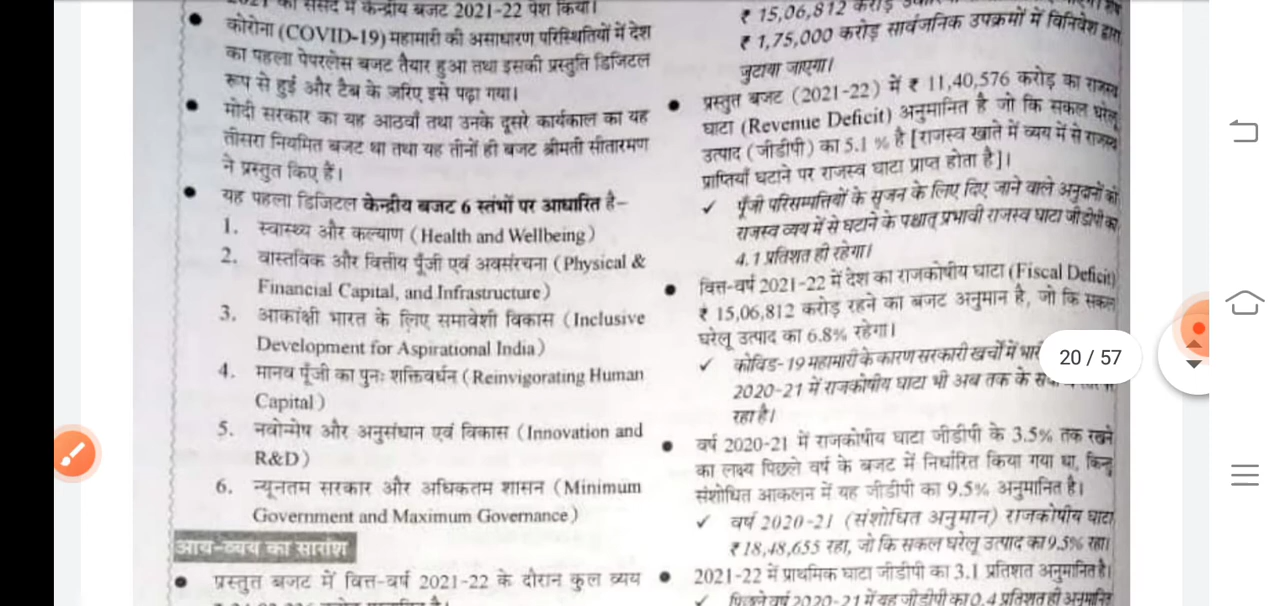 2021 को संसद में केन्द्रीय बजट 2021-22 पेश किया।
● कोरोना (COVID-19) महामारी की असाधारण परिस्थितियों में देश
का पहला पेपरलेस बजट तैयार हुआ तथा इसकी प्रस्तुति डिजिटल
रूप से हुई और टैब के जरिए इसे पढ़ा गया।
● मोदी सरकार का यह आठवाँ तथा उनके दूसरे कार्यकाल का यह
तीसरा नियमित बजट था तथा यह तीनों ही बजट श्रीमती सीतारमण
ने प्रस्तुत किए हैं।
● यह पहला डिजिटल केन्द्रीय बजट 6 स्तंभों पर आधारित है–
1. स्वास्थ्य और कल्याण (Health and Wellbeing)
2. वास्तविक और वित्तीय पूँजी एवं अवसंरचना (Physical &
Financial Capital, and Infrastructure)
3. आकांक्षी भारत के लिए समावेशी विकास (Inclusive
Development for Aspirational India)
4. मानव पूँजी का पुनः शक्तिवर्धन (Reinvigorating Human
Capital)
5. नवोन्मेष और अनुसंधान एवं विकास (Innovation and
R&D)
6. न्यूनतम सरकार और अधिकतम शासन (Minimum
Government and Maximum Governance)
आय-व्यय का सारांश
● प्रस्तुत बजट में वित्त-वर्ष 2021-22 के दौरान कुल व्यय
₹ 15,06,812 करोड़
₹ 1,75,000 करोड़ सार्वजनिक उपक्रमों में विनिवेश द्वारा
जुटाया जाएगा।
● प्रस्तुत बजट (2021-22) में ₹ 11,40,576 करोड़ का राजस्व
घाटा (Revenue Deficit) अनुमानित है जो कि सकल घरेलू
उत्पाद (जीडीपी) का 5.1 % है [राजस्व खाते में व्यय में से राजस्व
प्राप्तियाँ घटाने पर राजस्व घाटा प्राप्त होता है]।
✓ पूँजी परिसम्पत्तियों के सृजन के लिए दिए जाने वाले अनुदानों को
राजस्व व्यय में से घटाने के पश्चात् प्रभावी राजस्व घाटा जीडीपी का
4.1 प्रतिशत ही रहेगा।
● वित्त-वर्ष 2021-22 में देश का राजकोषीय घाटा (Fiscal Deficit)
₹ 15,06,812 करोड़ रहने का बजट अनुमान है, जो कि सकल
घरेलू उत्पाद का 6.8% रहेगा।
✓ कोविड-19 महामारी के कारण सरकारी खर्चों में
2020-21 में राजकोषीय घाटा भी अब तक के
रहा है।
● वर्ष 2020-21 में राजकोषीय घाटा जीडीपी के 3.5% तक रखने
का लक्ष्य पिछले वर्ष के बजट में निर्धारित किया गया था, किन्तु
संशोधित आकलन में यह जीडीपी का 9.5% अनुमानित है।
✓ वर्ष 2020-21 (संशोधित अनुमान) राजकोषीय घाटा
₹ 18,48,655 रहा, जो कि सकल घरेलू उत्पाद का 9.5% रहा।
● 2021-22 में प्राथमिक घाटा जीडीपी का 3.1 प्रतिशत अनुमानित है।
✓ पिछले वर्ष 2020-21 में यह जीडीपी का 0.4 प्रतिशत ही अनुमानित
20 / 57